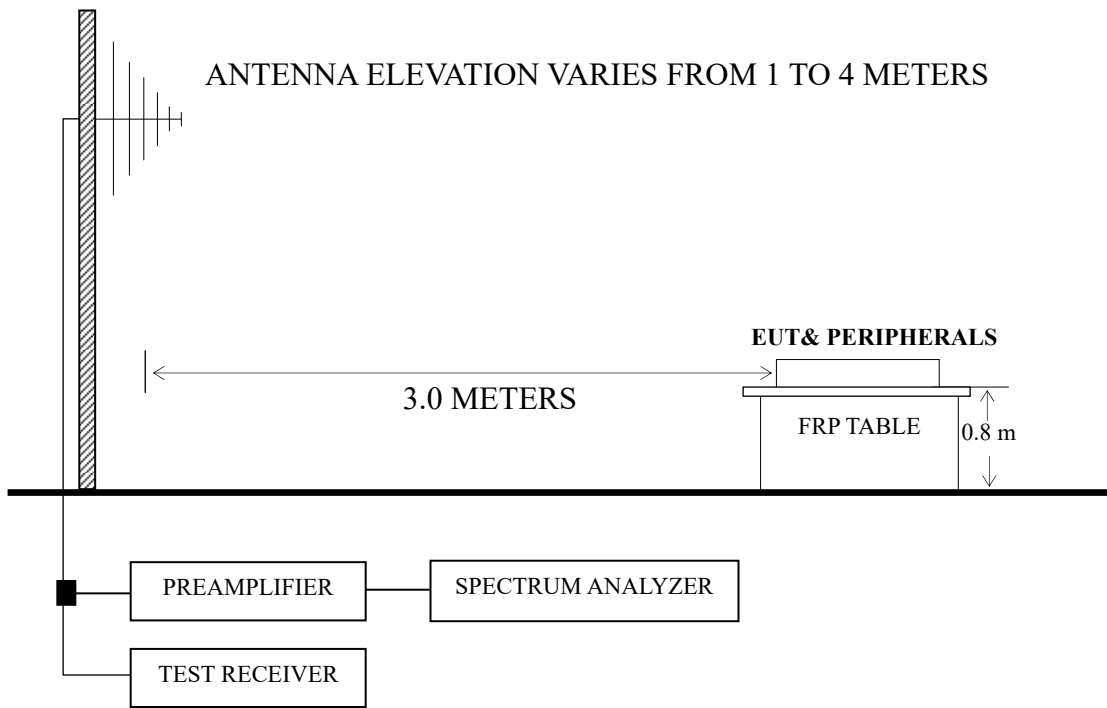 ANTENNA ELEVATION VARIES FROM 1 TO 4 METERS
EUT& PERIPHERALS
3.0 METERS
FRP TABLE
0.8 m
PREAMPLIFIER
SPECTRUM ANALYZER
TEST RECEIVER